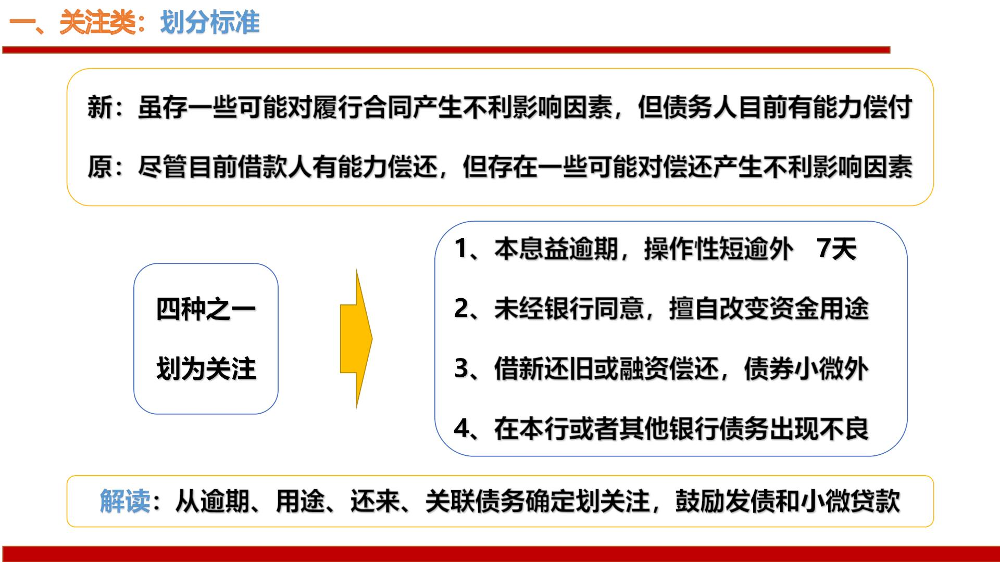 一、关注类：划分标准
新：虽存一些可能对履行合同产生不利影响因素，但债务人目前有能力偿付
原：尽管目前借款人有能力偿还，但存在一些可能对偿还产生不利影响因素
四种之一
划为关注
1、本息益逾期，操作性短逾外 7天
2、未经银行同意，擅自改变资金用途
3、借新还旧或融资偿还，债券小微外
4、在本行或者其他银行债务出现不良
解读：从逾期、用途、还来、关联债务确定划关注，鼓励发债和小微贷款